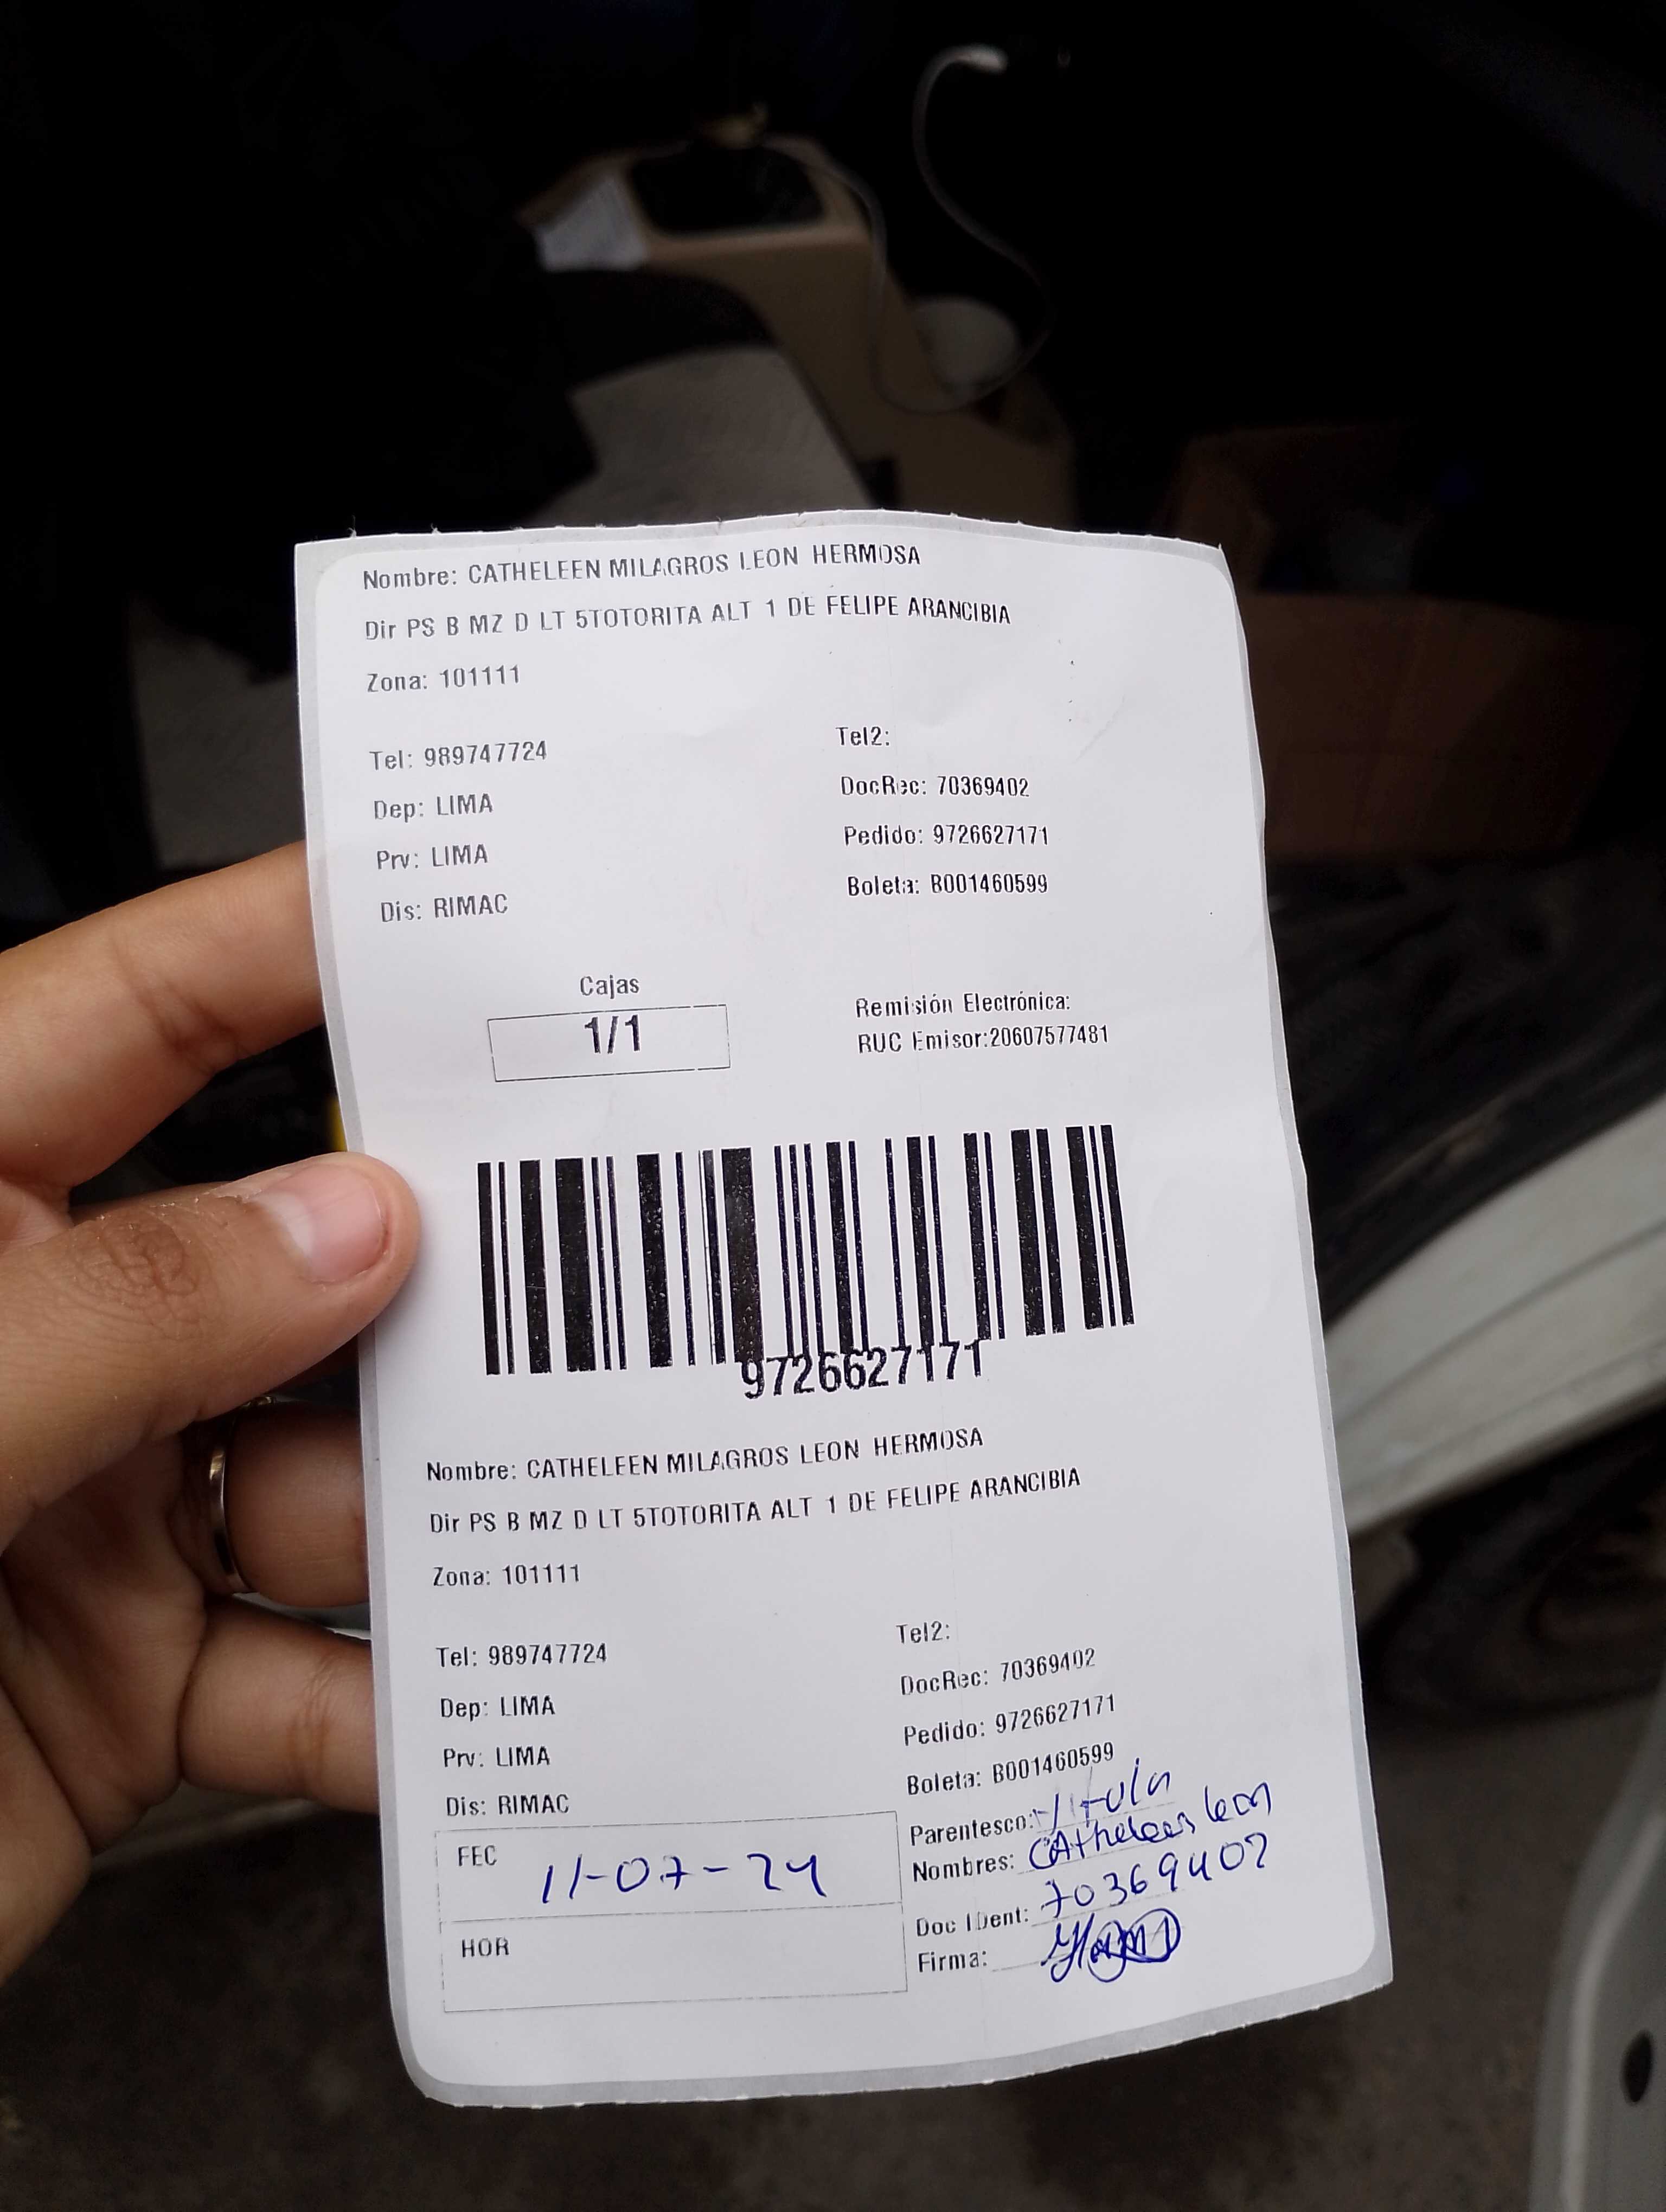 Nombre: CATHELEEN MILAGROS LEON HERMOSA
Dir PS B MZ D LT 5TOTORITA ALT 1 DE FELIPE ARANCIBIA
Zona: 101111
Tel: 989747724
Dep: LIMA
Prv: LIMA
Dis: RIMAC
Tel2:
DocRec: 70369402
Pedido: 9726627171
Boleta: B001460599
Cajas
1/1
Remisión Electrónica:
RUC Emisor:20607577481
9726627171
Nombre: CATHELEEN MILAGROS LEON HERMOSA
Dir PS B MZ D LT 5TOTORITA ALT 1 DE FELIPE ARANCIBIA
Zona: 101111
Tel: 989747724
Dep: LIMA
Prv: LIMA
Dis: RIMAC
Tel2:
DocRec: 70369402
Pedido: 9726627171
Boleta: B001460599
FEC 11-07-24
HOR
Parentesco:
Nombres: CAtheleen leon
Doc IDent: 70369402
Firma: